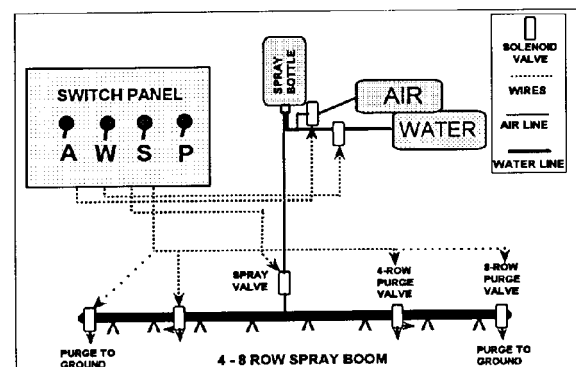 SWITCH PANEL
A W S P
SPRAY
BOTTLE
AIR
WATER
SOLENOID
VALVE
WIRES
AIR LINE
WATER LINE
SPRAY
VALVE
4-ROW
PURGE
VALVE
8-ROW
PURGE
VALVE
PURGE TO
GROUND
4 - 8 ROW SPRAY BOOM
PURGE TO
GROUND